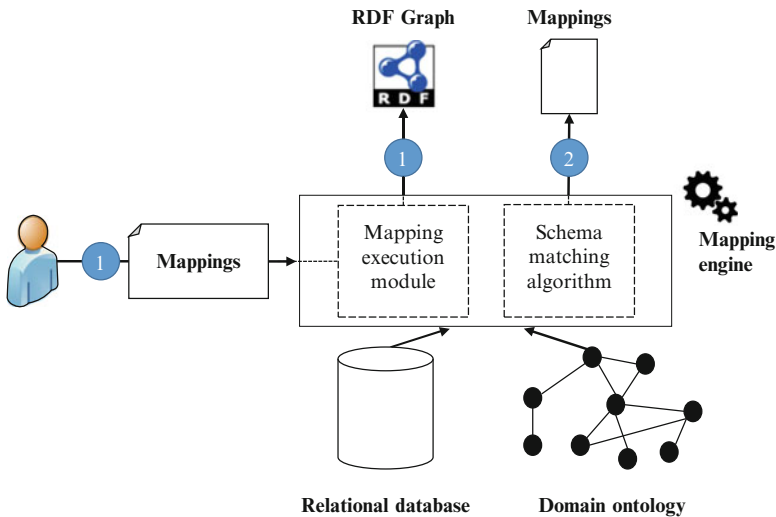 RDF Graph
Mappings
R D F
1
2
1
Mappings
Mapping
execution
module
Schema
matching
algorithm
Mapping
engine
Relational database
Domain ontology